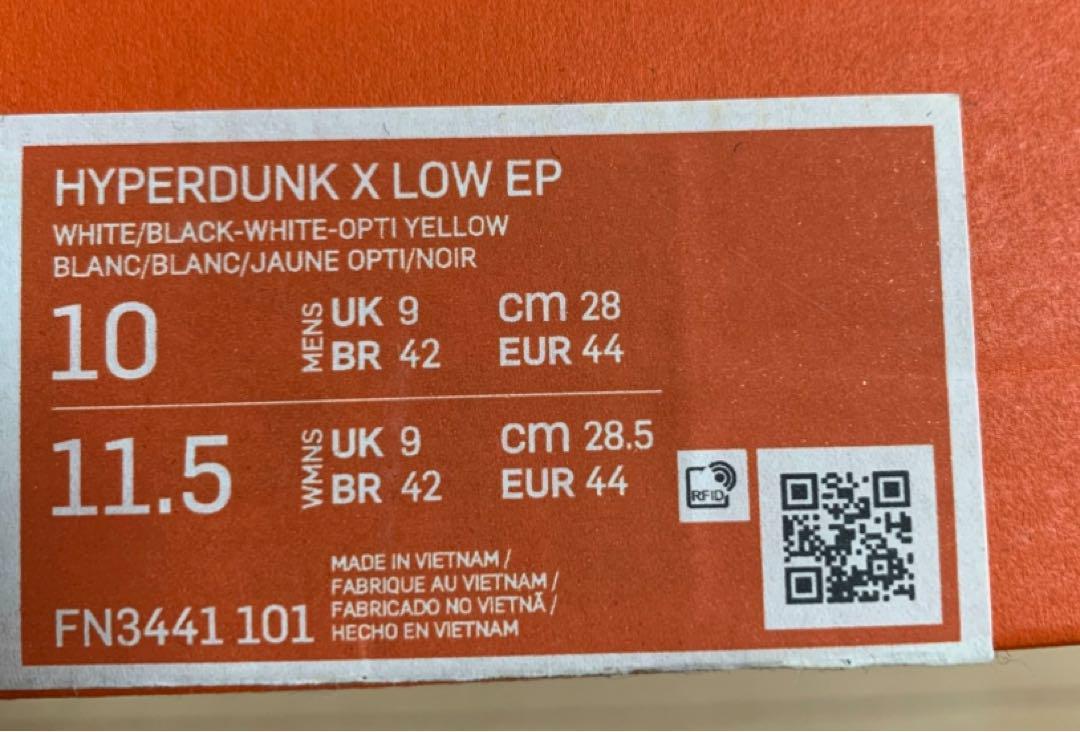 HYPERDUNK X LOW EP
WHITE/BLACK-WHITE-OPTI YELLOW
BLANC/BLANC/JAUNE OPTI/NOIR
10
MENS
UK 9 cm 28
BR 42 EUR 44
11.5
WMNS
UK 9 cm 28.5
BR 42 EUR 44
RFID
MADE IN VIETNAM /
FABRIQUE AU VIETNAM /
FABRICADO NO VIETNÃ /
HECHO EN VIETNAM
FN3441 101